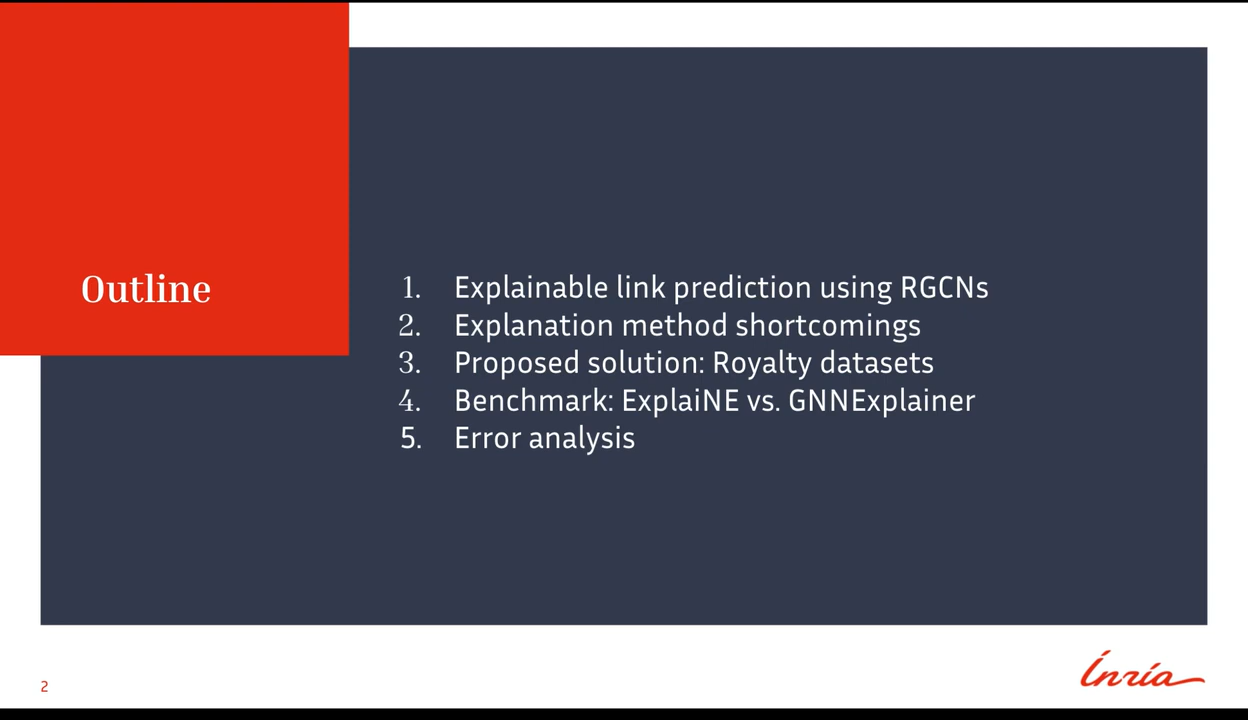 Outline
1. Explainable link prediction using RGCNs
2. Explanation method shortcomings
3. Proposed solution: Royalty datasets
4. Benchmark: ExplaiNE vs. GNNExplainer
5. Error analysis
2
Inria